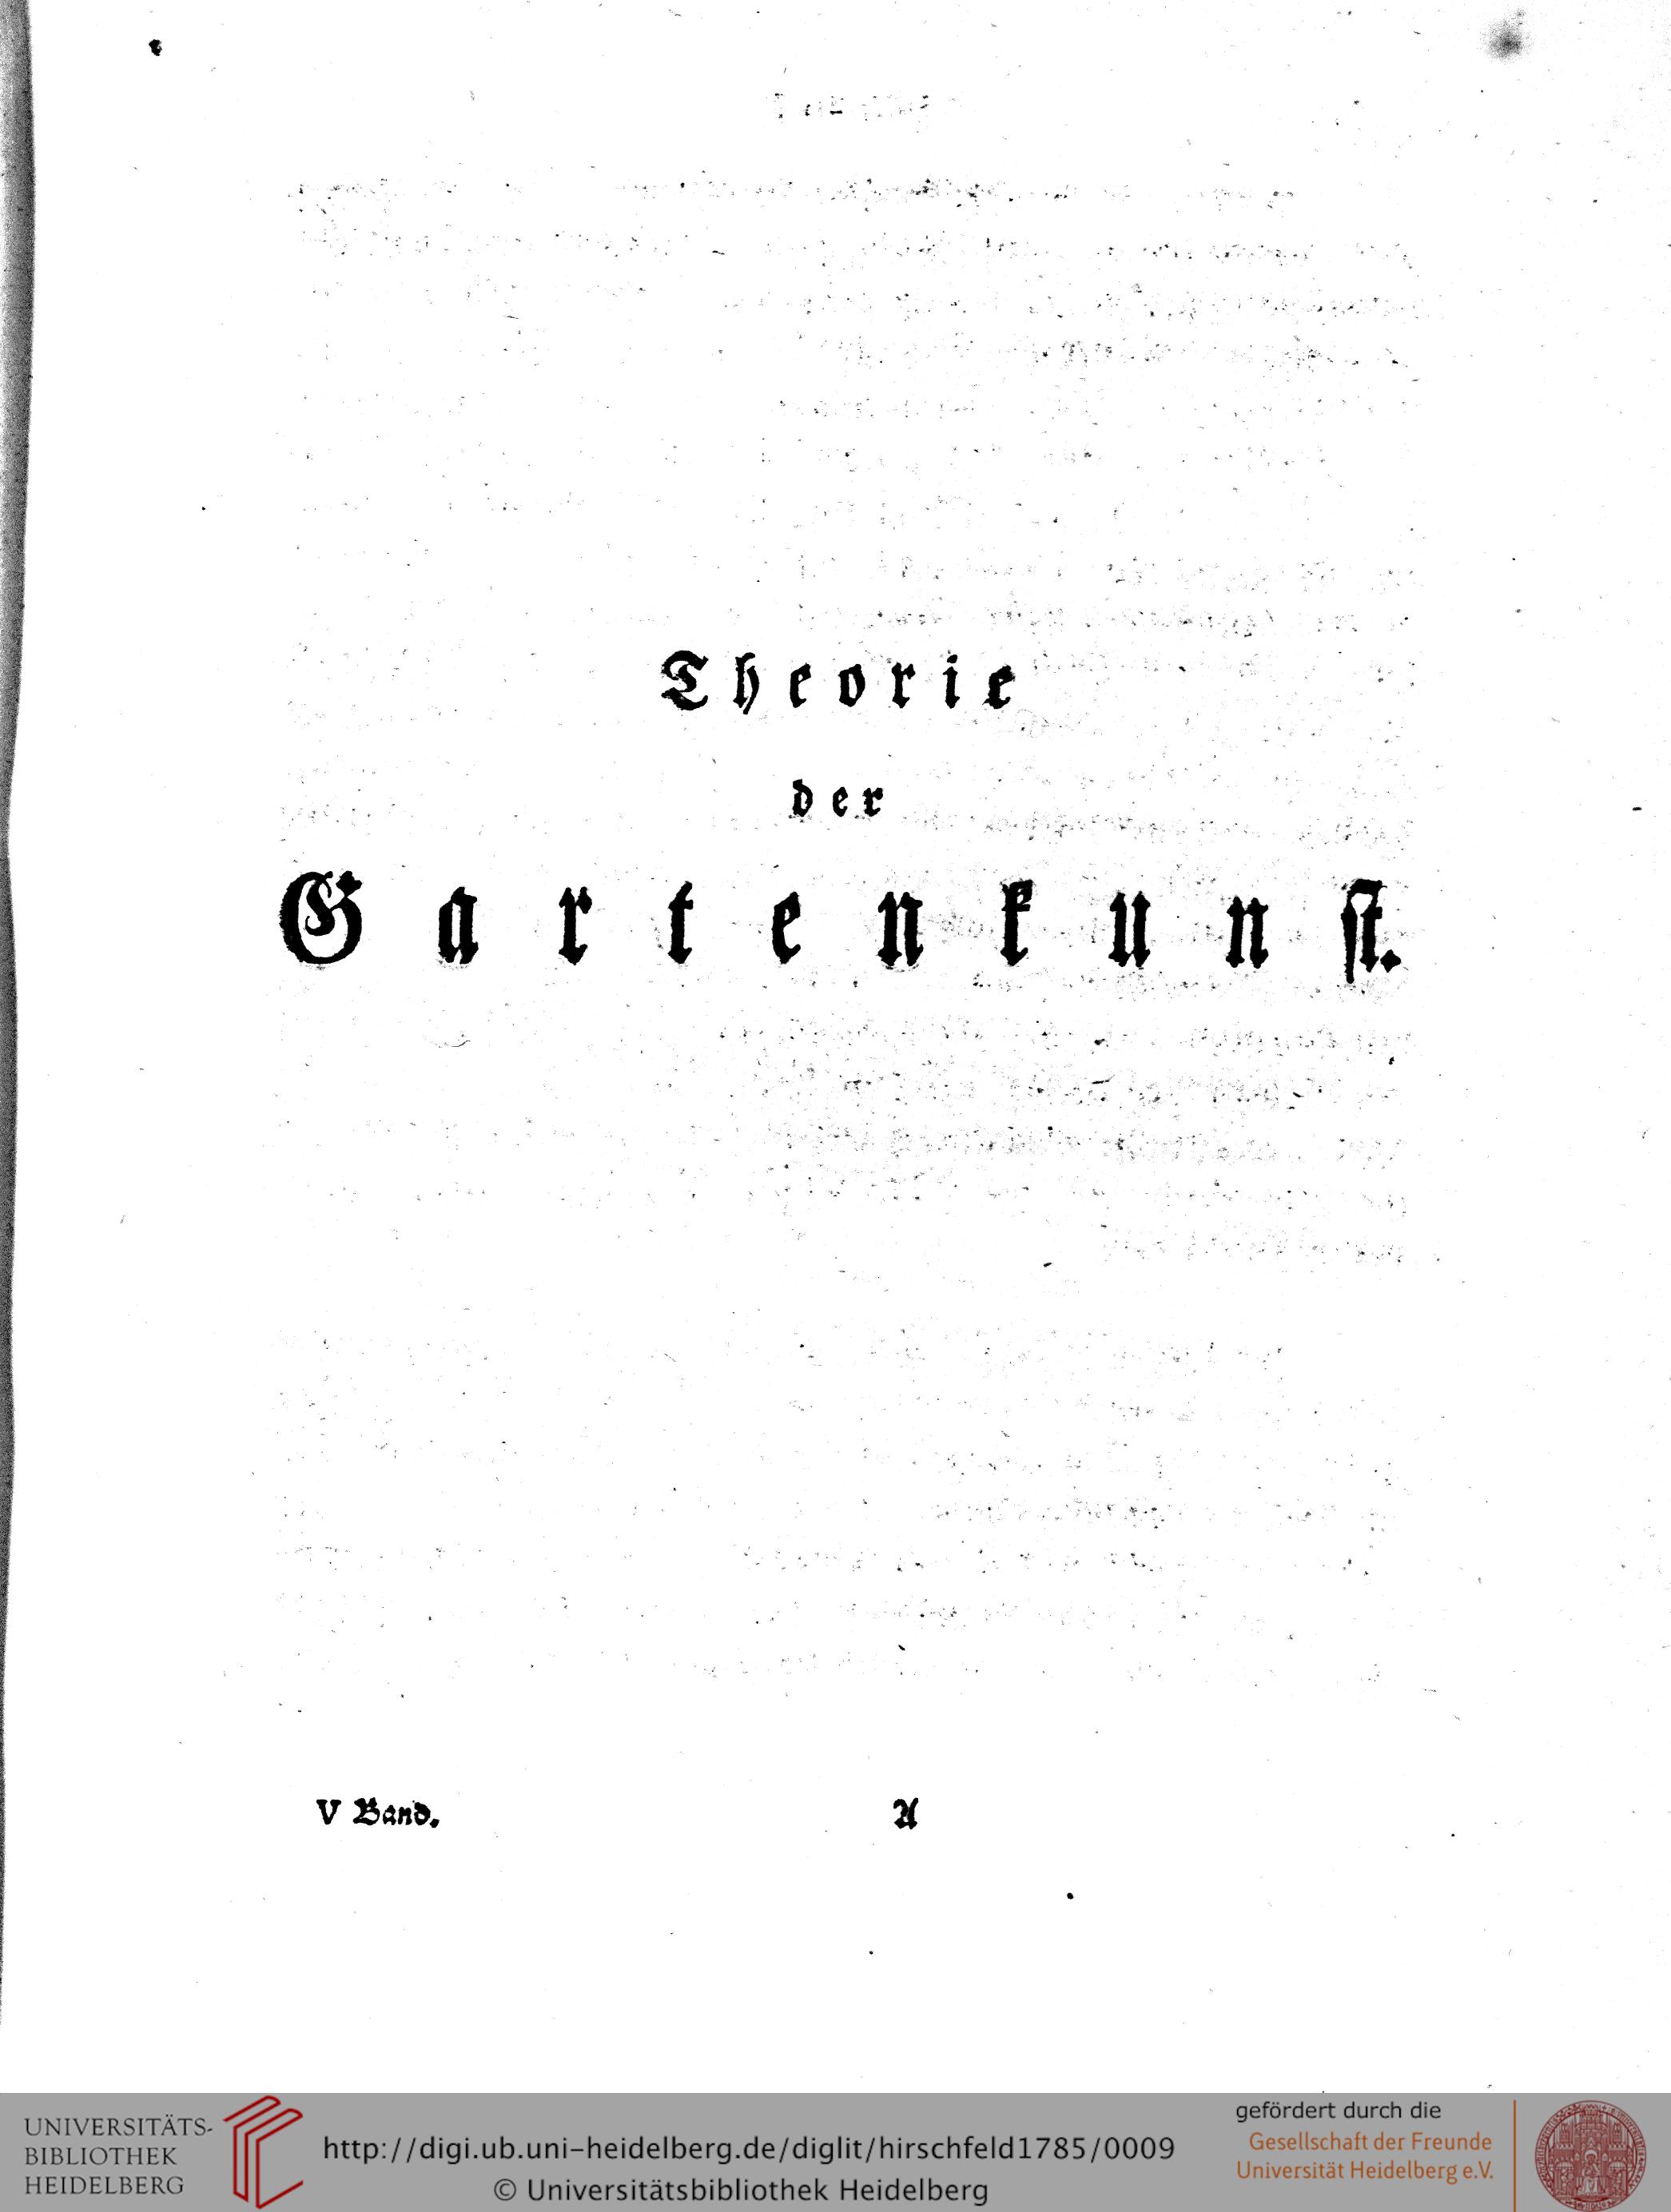 Theorie
der
Gartenkunſt.
V Band.
A
UNIVERSITÄTS-
BIBLIOTHEK
HEIDELBERG
http://digi.ub.uni-heidelberg.de/diglit/hirschfeld1785/0009
© Universitätsbibliothek Heidelberg
gefördert durch die
Gesellschaft der Freunde
Universität Heidelberg e.V.